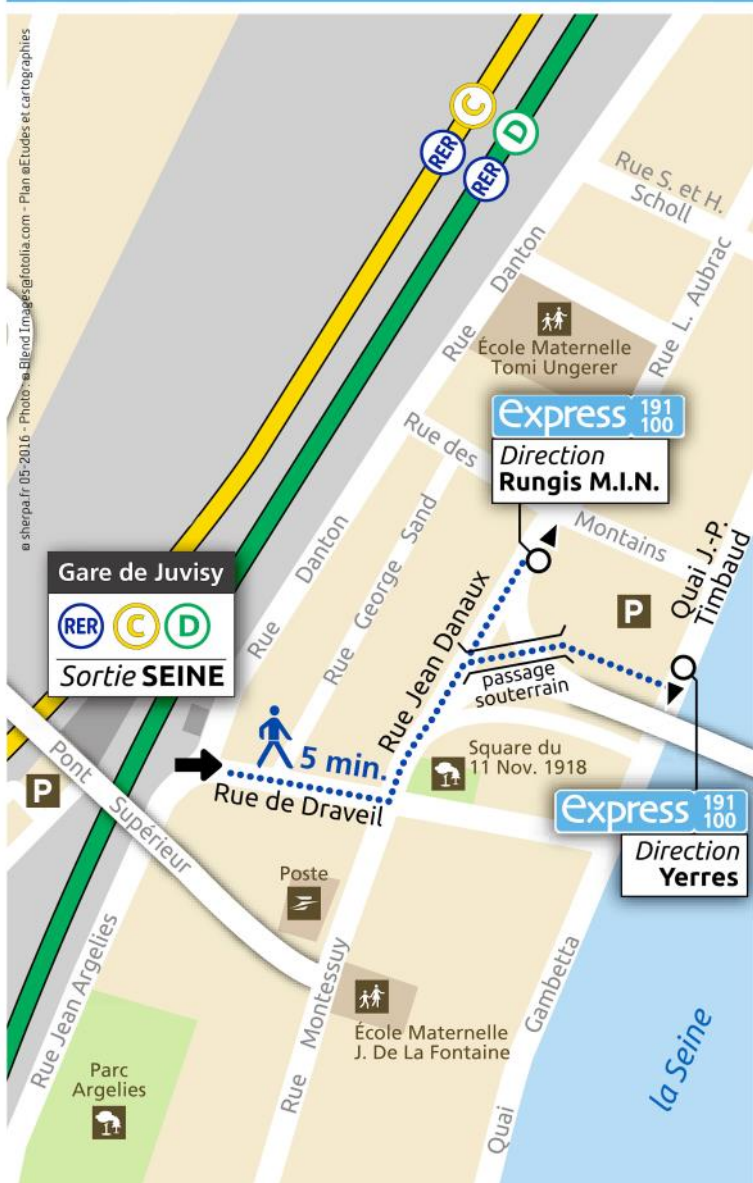 © sherpa.fr 05-2016 - Photo : © Blend Images@fotolia.com - Plan ©Etudes et cartographies
C
D
RER
RER
Rue S. et H.
Scholl
Rue Danton
Rue L. Aubrac
École Maternelle
Tomi Ungerer
express 191
100
Direction
Rungis M.I.N.
Rue des Montains
Rue George Sand
Rue Danton
Quai J.-P.
Timbaud
P
Gare de Juvisy
RER C D
Sortie SEINE
Rue Jean Danaux
passage
souterrain
5 min.
Square du
11 Nov. 1918
Rue de Draveil
P
Pont Supérieur
express 191
100
Direction
Yerres
Poste
Rue Jean Argelies
Rue Montessuy
École Maternelle
J. De La Fontaine
Quai Gambetta
la Seine
Parc
Argelies